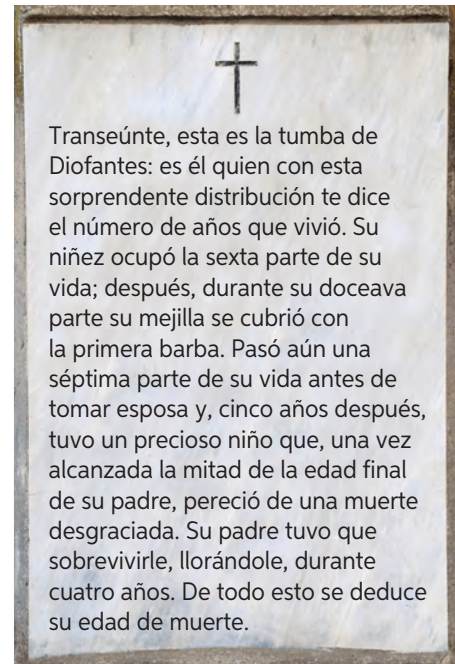 Transeúnte, esta es la tumba de
Diofantes: es él quien con esta
sorprendente distribución te dice
el número de años que vivió. Su
niñez ocupó la sexta parte de su
vida; después, durante su doceava
parte su mejilla se cubrió con
la primera barba. Pasó aún una
séptima parte de su vida antes de
tomar esposa y, cinco años después,
tuvo un precioso niño que, una vez
alcanzada la mitad de la edad final
de su padre, pereció de una muerte
desgraciada. Su padre tuvo que
sobrevivirle, llorándole, durante
cuatro años. De todo esto se deduce
su edad de muerte.